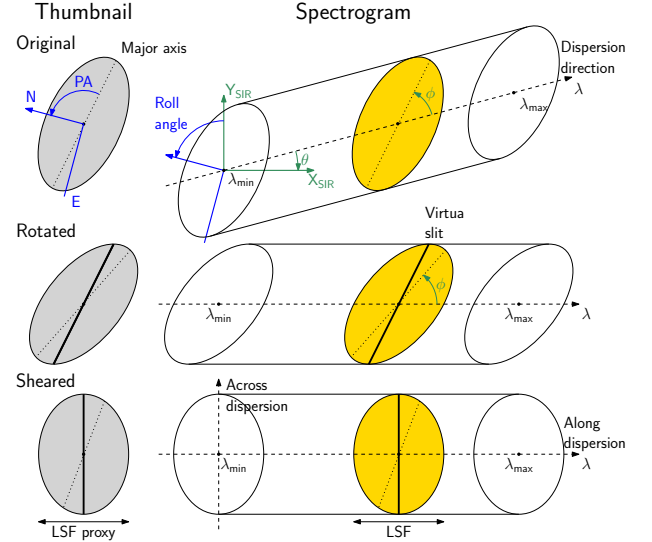 Thumbnail
Spectrogram
Original
Major axis
PA
N
E
Roll
angle
Y_SIR
X_SIR
θ
λ_min
ϕ
λ_max
Dispersion
direction
λ
Rotated
Virtua
slit
λ_min
ϕ
λ_max
λ
Sheared
Across
dispersion
Along
dispersion
λ_min
λ_max
λ
LSF proxy
LSF